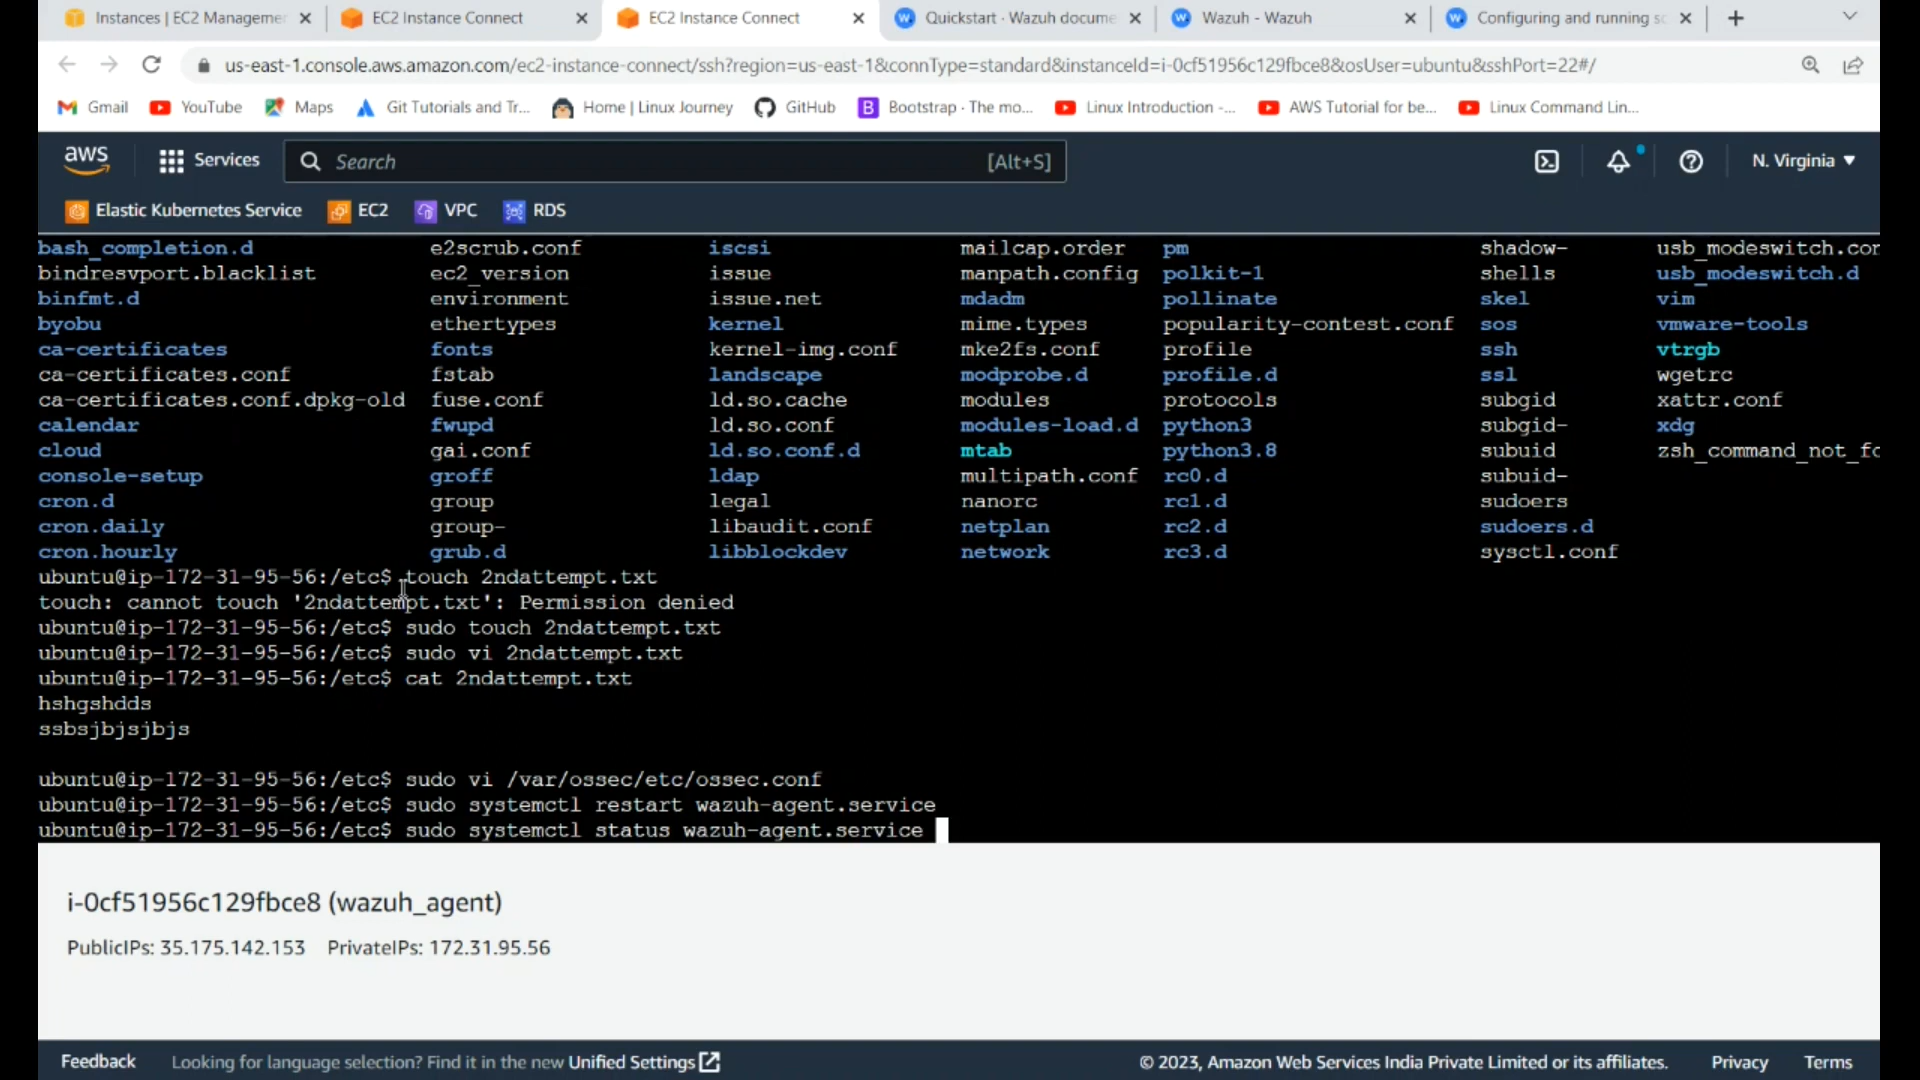 Instances | EC2 Manageme
EC2 Instance Connect
EC2 Instance Connect
Quickstart · Wazuh docume
Wazuh - Wazuh
Configuring and running sc
us-east-1.console.aws.amazon.com/ec2-instance-connect/ssh?region=us-east-1&connType=standard&instanceId=i-0cf51956c129fbce8&osUser=ubuntu&sshPort=22#/
Gmail YouTube Maps Git Tutorials and Tr... Home | Linux Journey GitHub Bootstrap · The mo... Linux Introduction -... AWS Tutorial for be... Linux Command Lin...
aws Services Search [Alt+S] N. Virginia
Elastic Kubernetes Service EC2 VPC RDS
bash_completion.d e2scrub.conf iscsi mailcap.order pm shadow- usb_modeswitch.con
bindresvport.blacklist ec2_version issue manpath.config polkit-1 shells usb_modeswitch.d
binfmt.d environment issue.net mdadm pollinate skel vim
byobu ethertypes kernel mime.types popularity-contest.conf sos vmware-tools
ca-certificates fonts kernel-img.conf mke2fs.conf profile ssh vtrgb
ca-certificates.conf fstab landscape modprobe.d profile.d ssl wgetrc
ca-certificates.conf.dpkg-old fuse.conf ld.so.cache modules protocols subgid xattr.conf
calendar fwupd ld.so.conf modules-load.d python3 subgid- xdg
cloud gai.conf ld.so.conf.d mtab python3.8 subuid zsh_command_not_fo
console-setup groff ldap multipath.conf rc0.d subuid-
cron.d group legal nanorc rc1.d sudoers
cron.daily group- libaudit.conf netplan rc2.d sudoers.d
cron.hourly grub.d libblockdev network rc3.d sysctl.conf
ubuntu@ip-172-31-95-56:/etc$ touch 2ndattempt.txt
touch: cannot touch '2ndattempt.txt': Permission denied
ubuntu@ip-172-31-95-56:/etc$ sudo touch 2ndattempt.txt
ubuntu@ip-172-31-95-56:/etc$ sudo vi 2ndattempt.txt
ubuntu@ip-172-31-95-56:/etc$ cat 2ndattempt.txt
hshgshdds
ssbsjbjsjbjs
ubuntu@ip-172-31-95-56:/etc$ sudo vi /var/ossec/etc/ossec.conf
ubuntu@ip-172-31-95-56:/etc$ sudo systemctl restart wazuh-agent.service
ubuntu@ip-172-31-95-56:/etc$ sudo systemctl status wazuh-agent.service
i-0cf51956c129fbce8 (wazuh_agent)
PublicIPs: 35.175.142.153 PrivateIPs: 172.31.95.56
Feedback Looking for language selection? Find it in the new Unified Settings © 2023, Amazon Web Services India Private Limited or its affiliates. Privacy Terms